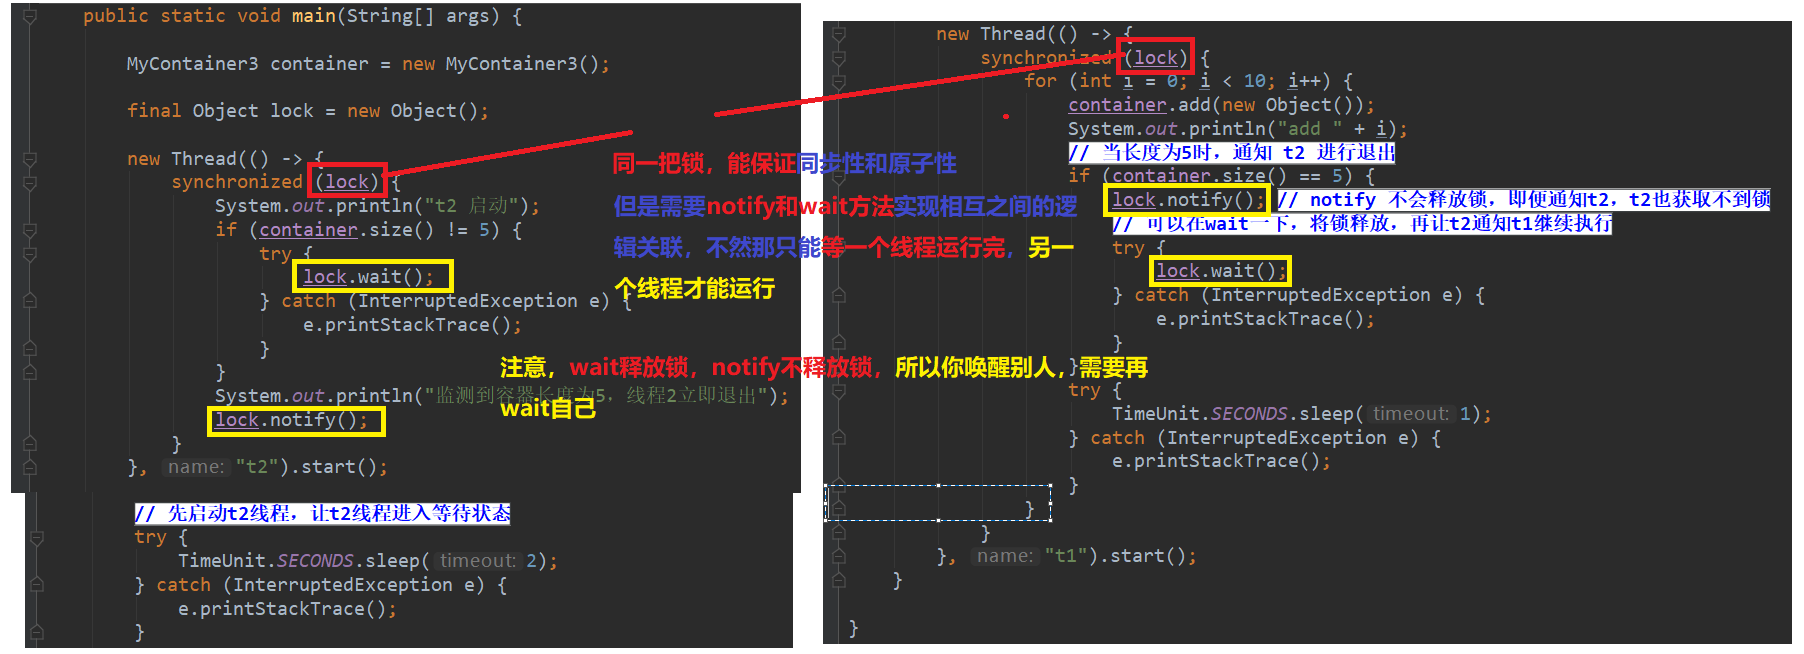 public static void main(String[] args) {
MyContainer3 container = new MyContainer3();
final Object lock = new Object();
new Thread(() -> {
synchronized (lock) {
System.out.println("t2 启动");
if (container.size() != 5) {
try {
lock.wait();
} catch (InterruptedException e) {
e.printStackTrace();
}
}
System.out.println("监测到容器长度为5，线程2立即退出");
lock.notify();
}
}, name: "t2").start();
// 先启动t2线程，让t2线程进入等待状态
try {
TimeUnit.SECONDS.sleep( timeout: 2);
} catch (InterruptedException e) {
e.printStackTrace();
}
同一把锁，能保证同步性和原子性
但是需要notify和wait方法实现相互之间的逻
辑关联，不然那只能等一个线程运行完，另一
个线程才能运行
注意，wait释放锁，notify不释放锁，所以你唤醒别人，需要再
wait自己
new Thread(() -> {
synchronized (lock) {
for (int i = 0; i < 10; i++) {
container.add(new Object());
System.out.println("add " + i);
// 当长度为5时，通知 t2 进行退出
if (container.size() == 5) {
lock.notify(); // notify 不会释放锁，即便通知t2，t2也获取不到锁
// 可以在wait一下，将锁释放，再让t2通知t1继续执行
try {
lock.wait();
} catch (InterruptedException e) {
e.printStackTrace();
}
}
try {
TimeUnit.SECONDS.sleep( timeout: 1);
} catch (InterruptedException e) {
e.printStackTrace();
}
}
}
}, name: "t1").start();
}
}